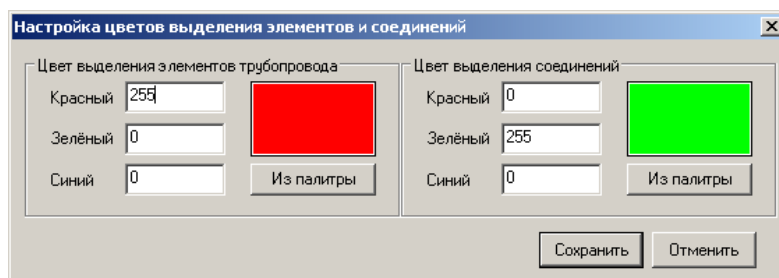 Настройка цветов выделения элементов и соединений
Цвет выделения элементов трубопровода
Красный 255
Зелёный 0
Синий 0
Из палитры
Цвет выделения соединений
Красный 0
Зелёный 255
Синий 0
Из палитры
Сохранить Отменить